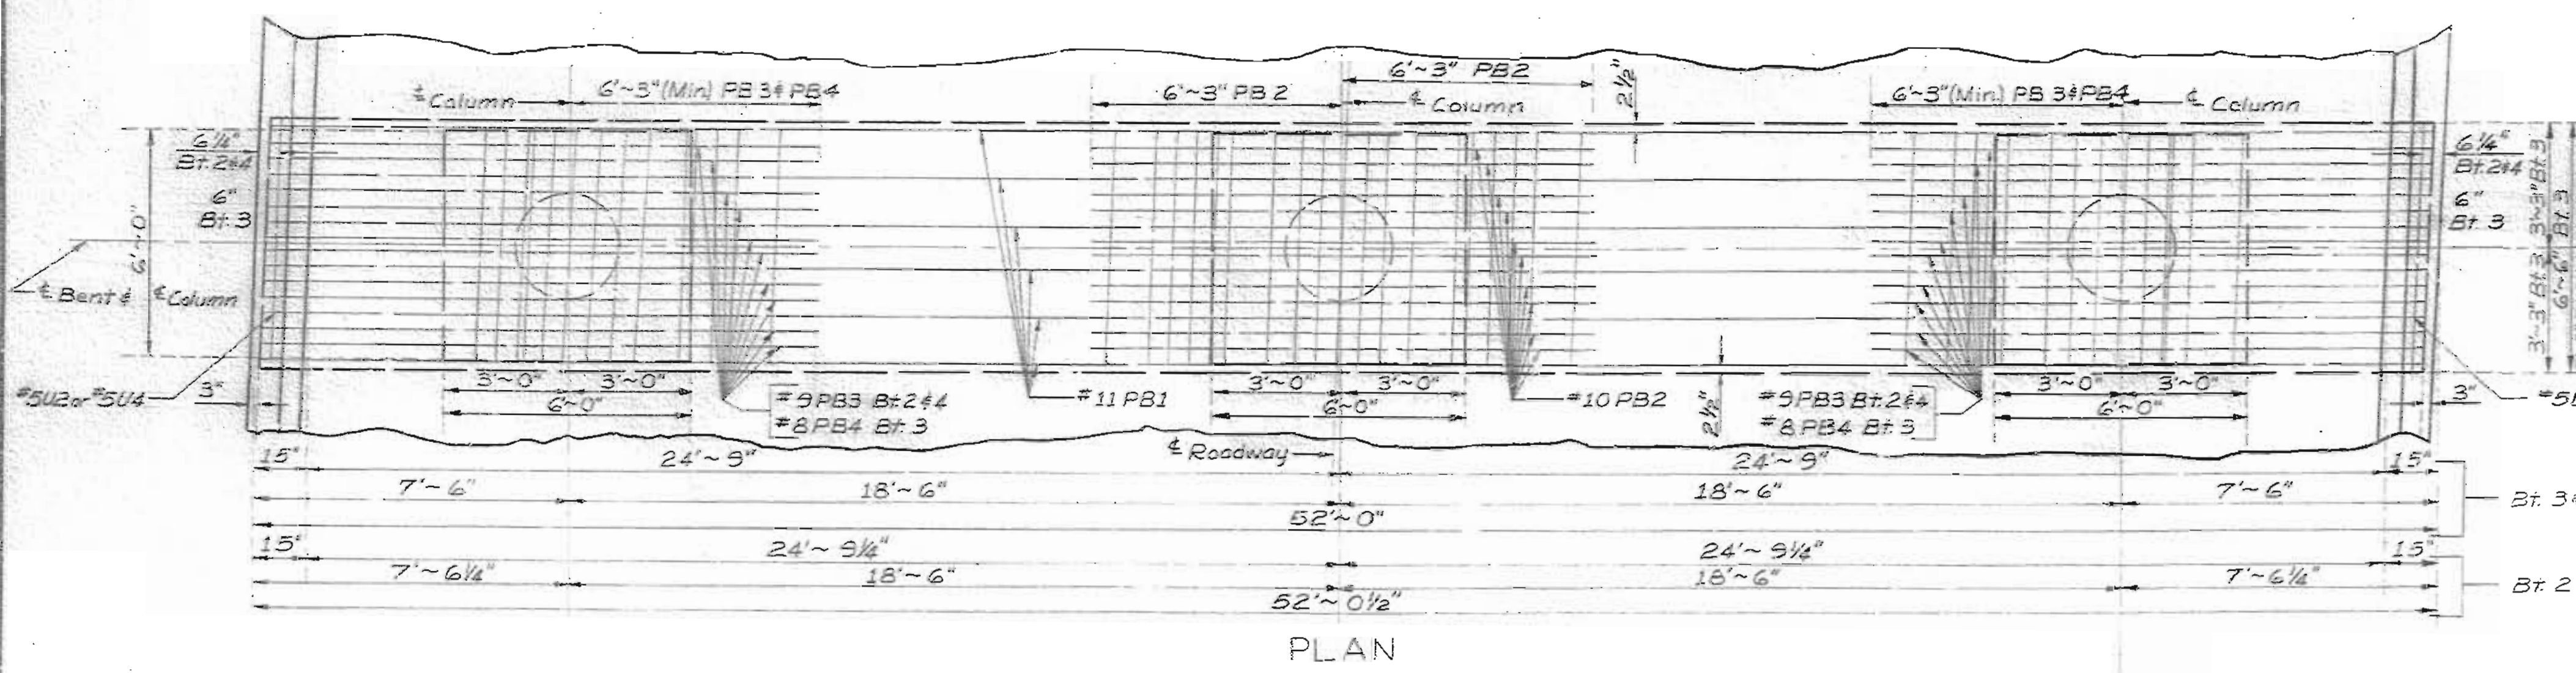 6'~3" PB2
2½"
℄ Column
6'~3" (Min.) PB 3 & PB4
6'~3" PB 2
℄ Column
6'~3" (Min.) PB 3 & PB4
℄ Column
6¼"
Bt. 2&4
6"
Bt. 3
6'~0"
℄ Bent &
℄ Column
6¼"
Bt. 2&4
6"
Bt. 3
3'~3" Bt. 3
3'~3" Bt. 3
6'~6" Bt. 3
#5U2 or #5U4
3"
3'~0"
3'~0"
6'~0"
#9 PB3 Bt. 2&4
#8 PB4 Bt. 3
#11 PB1
3'~0"
3'~0"
6'~0"
#10 PB2
2½"
#9 PB3 Bt. 2&4
#8 PB4 Bt. 3
3'~0"
3'~0"
6'~0"
3"
℄ Roadway
15"
24'~9"
24'~9"
15"
7'~6"
18'~6"
18'~6"
7'~6"
Bt. 3
52'~0"
15"
24'~9¼"
24'~9¼"
15"
7'~6¼"
18'~6"
18'~6"
7'~6¼"
Bt. 2
52'~0½"
PLAN